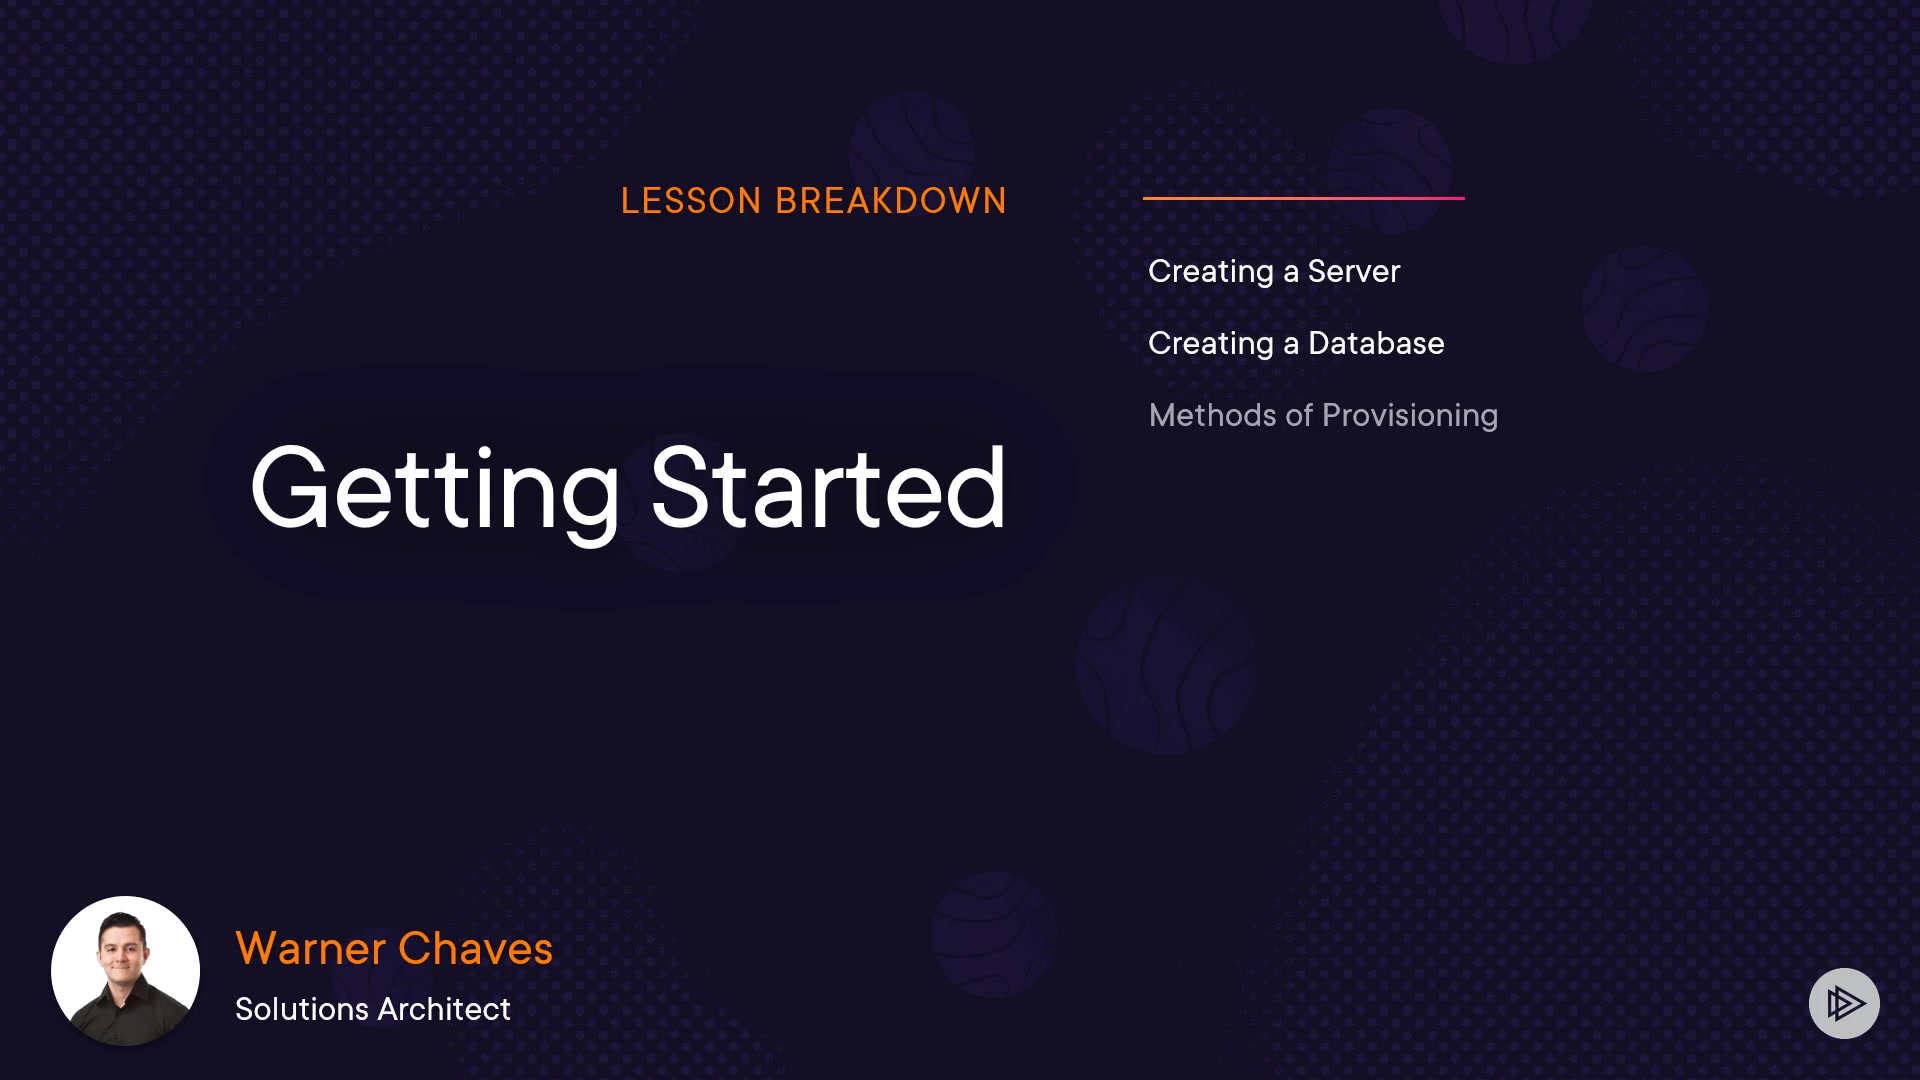 LESSON BREAKDOWN
Getting Started
Creating a Server
Creating a Database
Methods of Provisioning
Warner Chaves
Solutions Architect